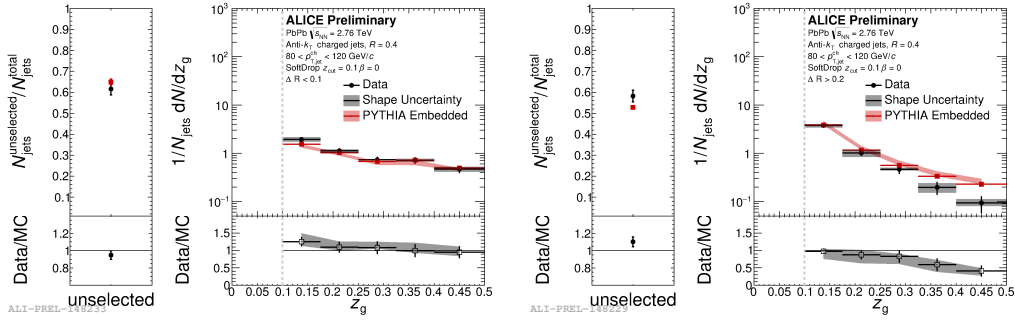 N_jets^unselected / N_jets^total
1
0.9
0.8
0.7
0.6
0.5
0.4
0.3
0.2
0.1
Data/MC
1.2
1
0.8
unselected
ALI-PREL-148233
1/N_jets dN/dz_g
10²
10
1
10⁻¹
ALICE Preliminary
PbPb √s_NN = 2.76 TeV
Anti-k_T charged jets, R = 0.4
80 < p_T,jet^ch < 120 GeV/c
SoftDrop z_cut = 0.1 β = 0
Δ R < 0.1
Data
Shape Uncertainty
PYTHIA Embedded
Data/MC
1.5
1
0.5
0
0 0.05 0.1 0.15 0.2 0.25 0.3 0.35 0.4 0.45 0.5
z_g
N_jets^unselected / N_jets^total
1
0.9
0.8
0.7
0.6
0.5
0.4
0.3
0.2
0.1
Data/MC
1.2
1
0.8
unselected
ALI-PREL-148229
1/N_jets dN/dz_g
10²
10
1
10⁻¹
ALICE Preliminary
PbPb √s_NN = 2.76 TeV
Anti-k_T charged jets, R = 0.4
80 < p_T,jet^ch < 120 GeV/c
SoftDrop z_cut = 0.1 β = 0
Δ R > 0.2
Data
Shape Uncertainty
PYTHIA Embedded
Data/MC
1.5
1
0.5
0.0
0 0.05 0.1 0.15 0.2 0.25 0.3 0.35 0.4 0.45 0.5
z_g